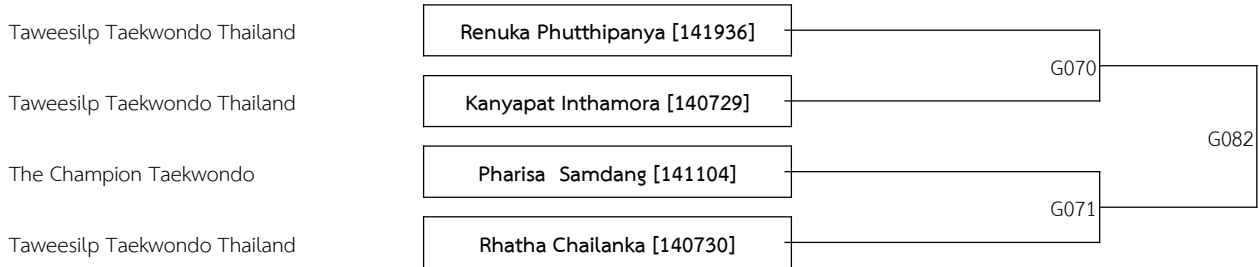 Taweesilp Taekwondo Thailand Renuka Phutthipanya [141936]
G070
Taweesilp Taekwondo Thailand Kanyapat Inthamora [140729]
G082
The Champion Taekwondo Pharisa  Samdang [141104]
G071
Taweesilp Taekwondo Thailand Rhatha Chailanka [140730]